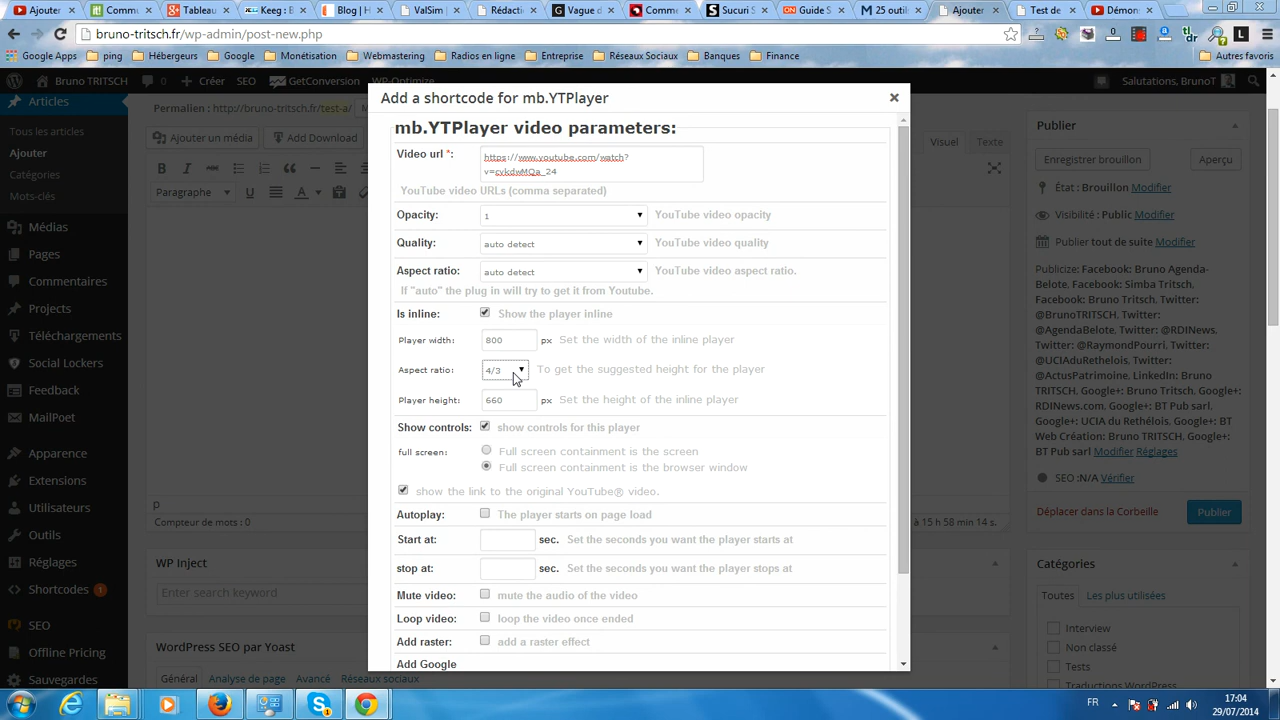 Ajouter
Commu
Tableau
Keeg : B
Blog | H
ValSim :
Rédactio
Vague d
Comme
Sucuri S
Guide S
25 outil
Ajouter
Test de
Démon
bruno-tritsch.fr/wp-admin/post-new.php
Google Apps ping Hébergeurs Google Monétisation Webmastering Radios en ligne Entreprise Réseaux Sociaux Banques Finance Autres favoris
Bruno TRITSCH 0 Créer SEO GetConversion WP-Optimize Salutations, BrunoT
Articles
Tous les articles
Ajouter
Catégories
Mots-clés
Médias
Pages
Commentaires
Projects
Téléchargements
Social Lockers
Feedback
MailPoet
Apparence
Extensions
Utilisateurs
Outils
Réglages
Shortcodes 1
SEO
Offline Pricing
Sauvegardes
Permalien : http://bruno-tritsch.fr/test-a/
Ajouter un média Add Download
Visuel Texte
Paragraphe
p
Compteur de mots : 0
à 15 h 58 min 14 s.
WP Inject
Enter search keyword
WordPress SEO par Yoast
Général Analyse de page Avancé Réseaux sociaux
Add a shortcode for mb.YTPlayer
mb.YTPlayer video parameters:
Video url *: https://www.youtube.com/watch?
v=cvkdwMQa_24
YouTube video URLs (comma separated)
Opacity: 1 YouTube video opacity
Quality: auto detect YouTube video quality
Aspect ratio: auto detect YouTube video aspect ratio.
If "auto" the plug in will try to get it from Youtube.
Is inline: Show the player inline
Player width: 800 px Set the width of the inline player
Aspect ratio: 4/3 To get the suggested height for the player
Player height: 660 px Set the height of the inline player
Show controls: show controls for this player
full screen: Full screen containment is the screen
Full screen containment is the browser window
show the link to the original YouTube® video.
Autoplay: The player starts on page load
Start at: sec. Set the seconds you want the player starts at
stop at: sec. Set the seconds you want the player stops at
Mute video: mute the audio of the video
Loop video: loop the video once ended
Add raster: add a raster effect
Add Google
Publier
Enregistrer brouillon Aperçu
État : Brouillon Modifier
Visibilité : Public Modifier
Publier tout de suite Modifier
Publicize: Facebook: Bruno Agenda-
Belote, Facebook: Simba Tritsch,
Facebook: Bruno Tritsch, Twitter:
@BrunoTRITSCH, Twitter:
@AgendaBelote, Twitter: @RDINews,
Twitter: @RaymondPourri, Twitter:
@UCIAduRethelois, Twitter:
@ActusPatrimoine, LinkedIn: Bruno
TRITSCH, Google+: Bruno TRITSCH,
Google+: RDINews, Google+:
RDINews.com, Google+: BT Pub sarl,
Google+: UCIA du Rethélois, Google+: BT
Web Création: Bruno TRITSCH, Google+:
BT Pub sarl Modifier Réglages
SEO :N/A Vérifier
Déplacer dans la Corbeille Publier
Catégories
Toutes Les plus utilisées
Interview
Non classé
Tests
Traductions WordPress
FR
17:04
29/07/2014